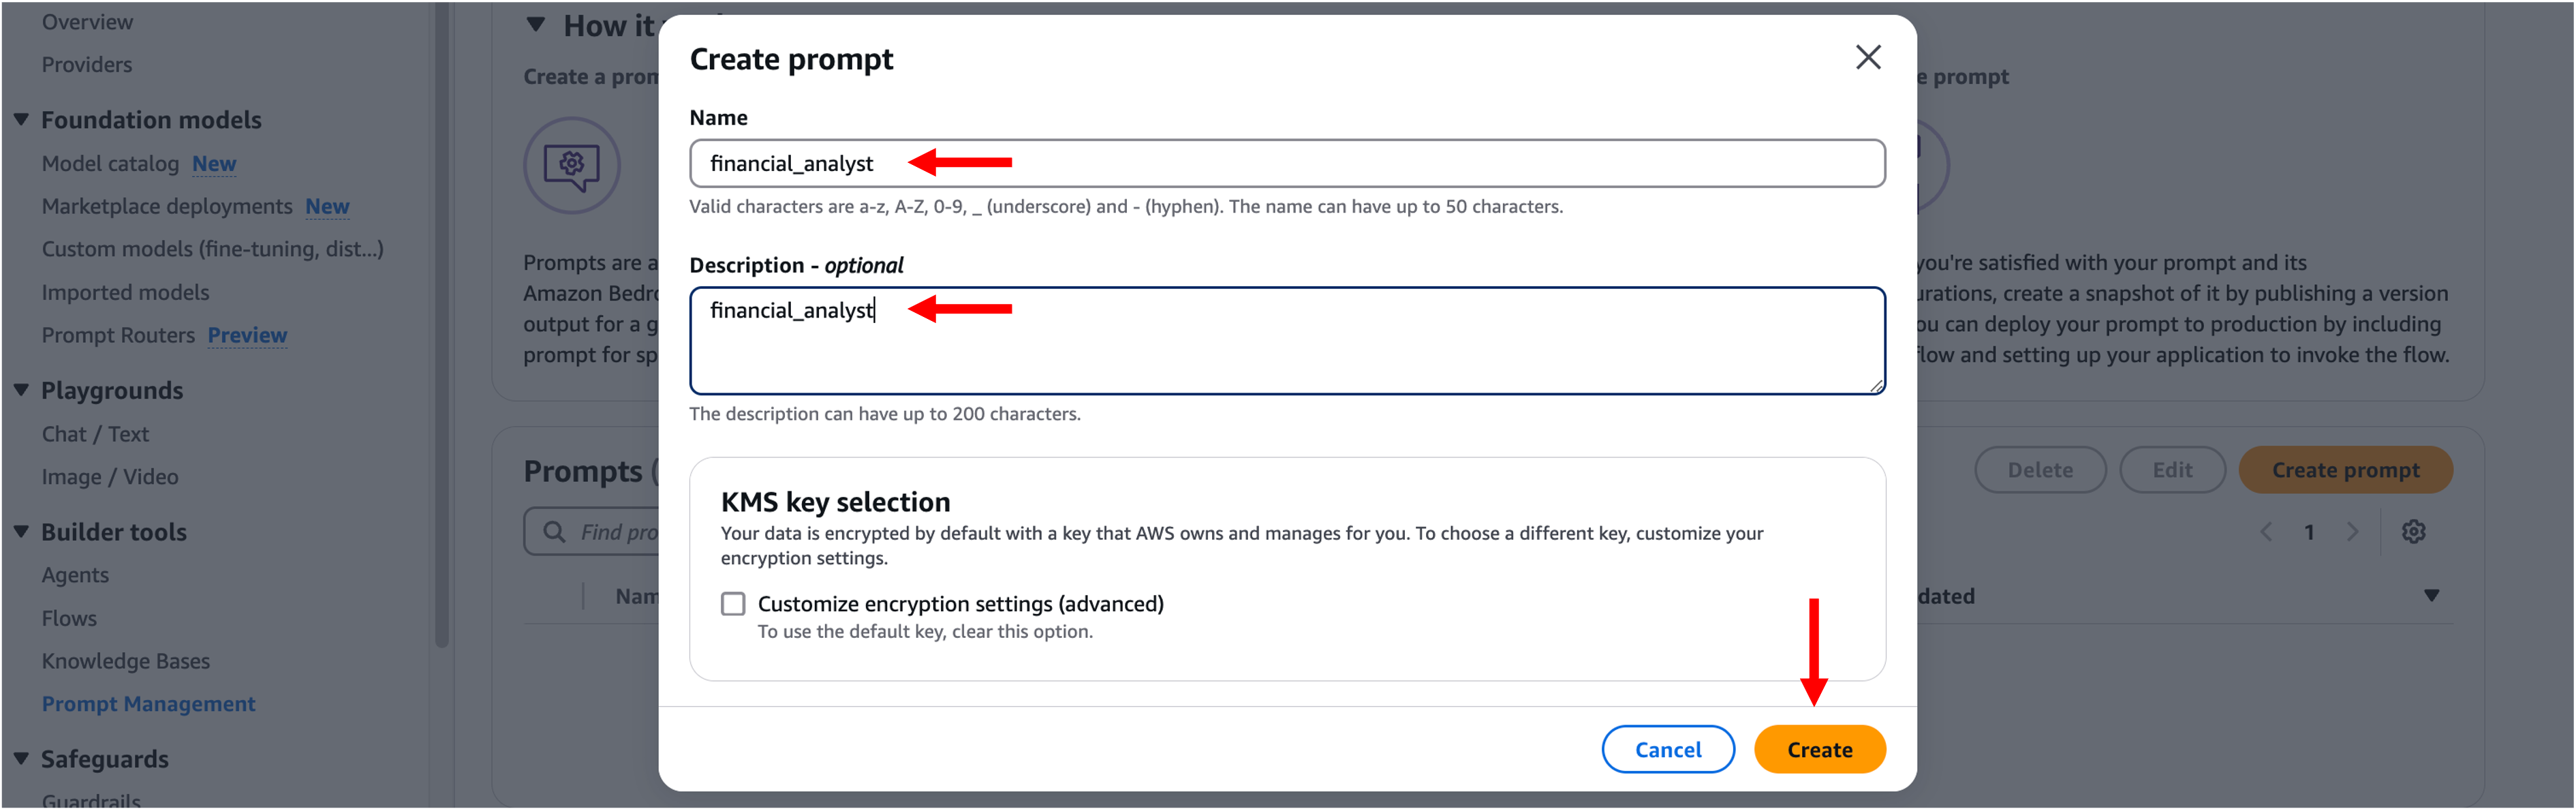 Overview
Providers
Foundation models
Model catalog New
Marketplace deployments New
Custom models (fine-tuning, dist...)
Imported models
Prompt Routers Preview
Playgrounds
Chat / Text
Image / Video
Builder tools
Agents
Flows
Knowledge Bases
Prompt Management
Safeguards
Guardrails
How it
Create a prom
Prompts are a
Amazon Bedro
output for a g
prompt for sp
Prompts (
Find pro
Nam
Create prompt
Name
financial_analyst
Valid characters are a-z, A-Z, 0-9, _ (underscore) and - (hyphen). The name can have up to 50 characters.
Description - optional
financial_analyst
The description can have up to 200 characters.
KMS key selection
Your data is encrypted by default with a key that AWS owns and manages for you. To choose a different key, customize your
encryption settings.
Customize encryption settings (advanced)
To use the default key, clear this option.
Cancel Create
e prompt
you're satisfied with your prompt and its
urations, create a snapshot of it by publishing a version
ou can deploy your prompt to production by including
flow and setting up your application to invoke the flow.
Delete Edit Create prompt
1
dated